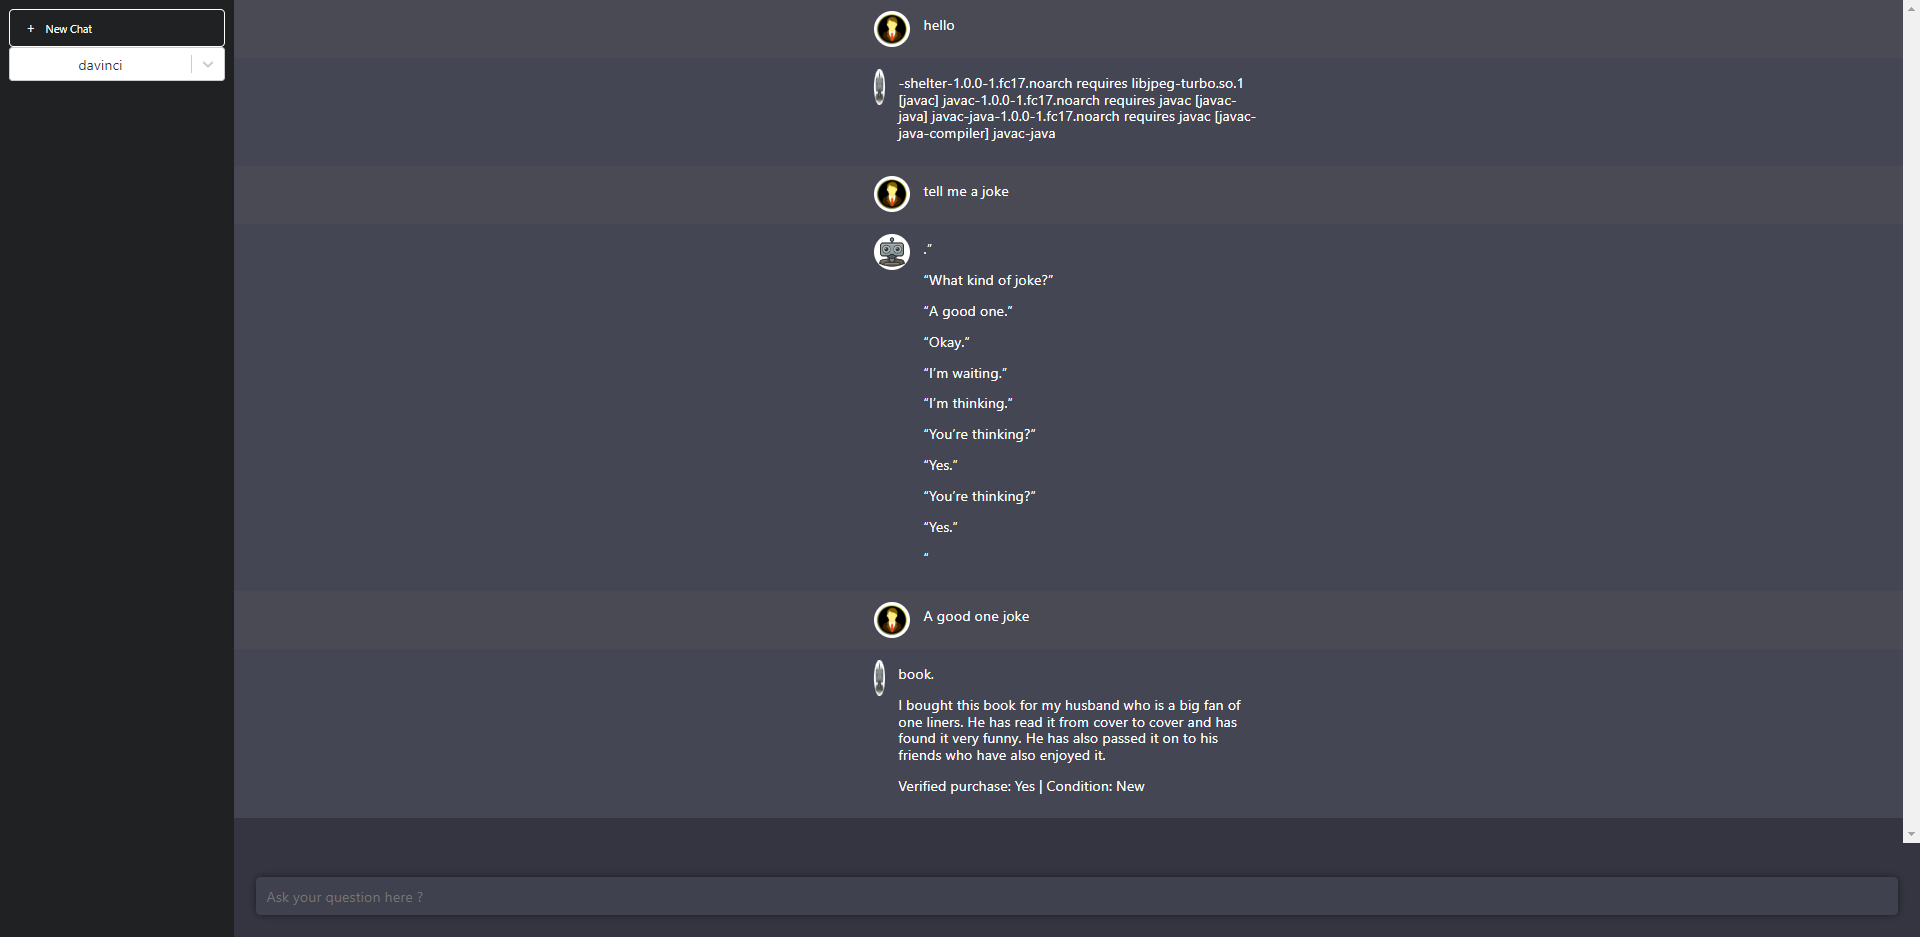 + New Chat
davinci
hello
-shelter-1.0.0-1.fc17.noarch requires libjpeg-turbo.so.1
[javac] javac-1.0.0-1.fc17.noarch requires javac [javac-
java] javac-java-1.0.0-1.fc17.noarch requires javac [javac-
java-compiler] javac-java
tell me a joke
.”
“What kind of joke?”
“A good one.”
“Okay.“
“I’m waiting.”
“I’m thinking.”
“You’re thinking?”
“Yes.”
“You’re thinking?”
“Yes.”
“
A good one joke
book.
I bought this book for my husband who is a big fan of
one liners. He has read it from cover to cover and has
found it very funny. He has also passed it on to his
friends who have also enjoyed it.
Verified purchase: Yes | Condition: New
Ask your question here ?